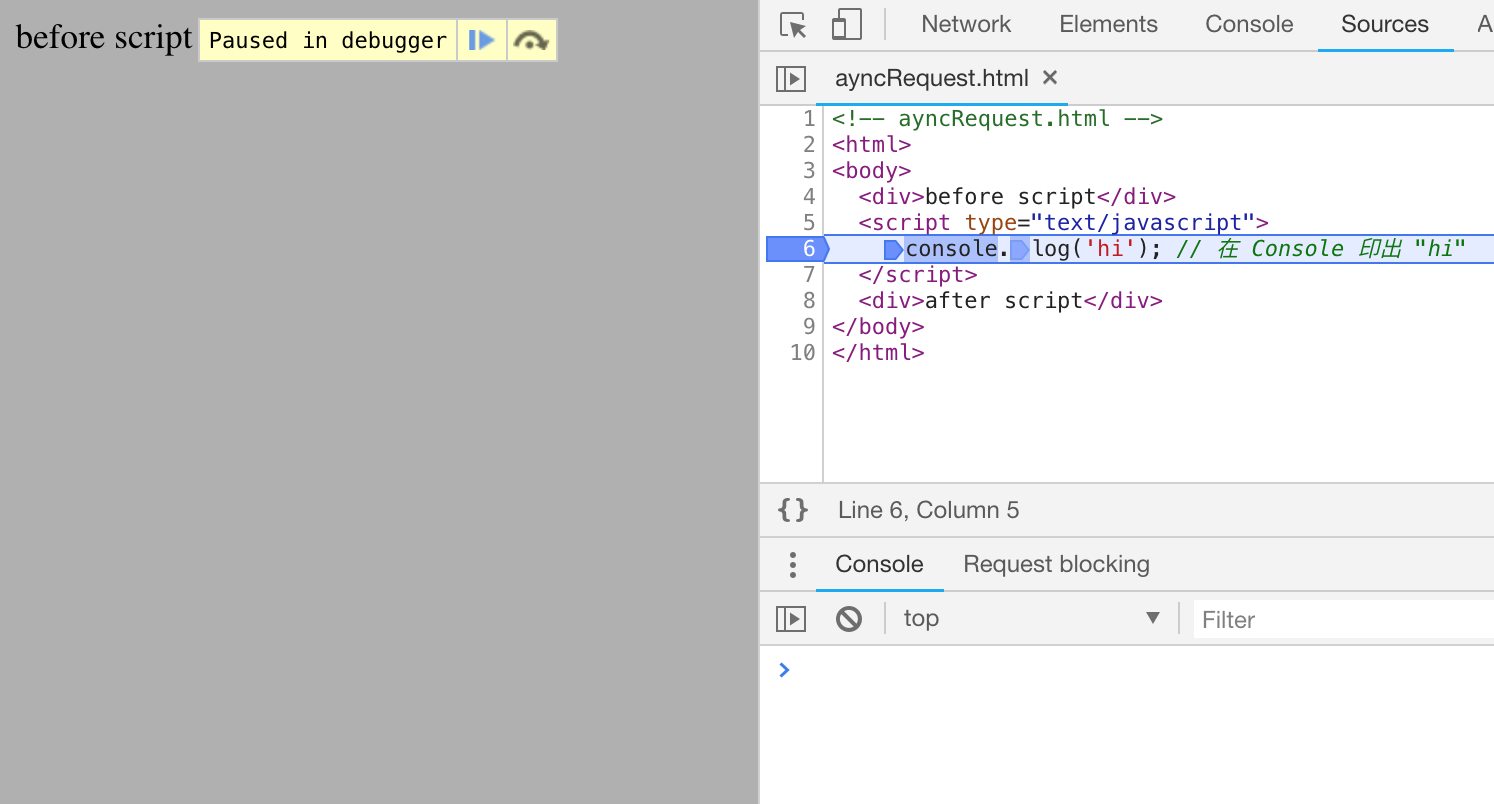 before script
Paused in debugger
Network Elements Console Sources A
ayncRequest.html ×
1 <!-- ayncRequest.html -->
2 <html>
3 <body>
4   <div>before script</div>
5   <script type="text/javascript">
6     console.log('hi'); // 在 Console 印出 "hi"
7   </script>
8   <div>after script</div>
9 </body>
10 </html>
{} Line 6, Column 5
Console Request blocking
top ▼ Filter
>